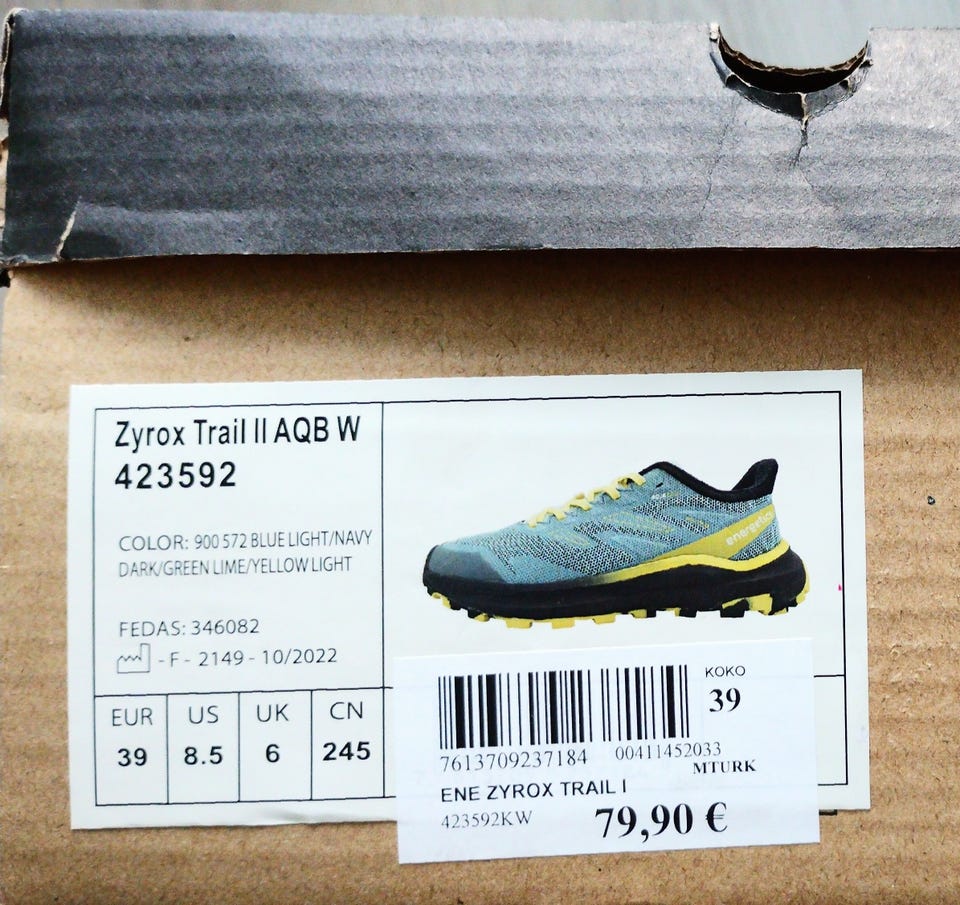 Zyrox Trail II AQB W
423592
COLOR: 900 572 BLUE LIGHT/NAVY
DARK/GREEN LIME/YELLOW LIGHT
FEDAS: 346082
- F - 2149 - 10/2022
EUR US UK CN
39 8.5 6 245
energetics
KOKO
39
7613709237184 00411452033
MTURK
ENE ZYROX TRAIL I
423592KW 79,90 €